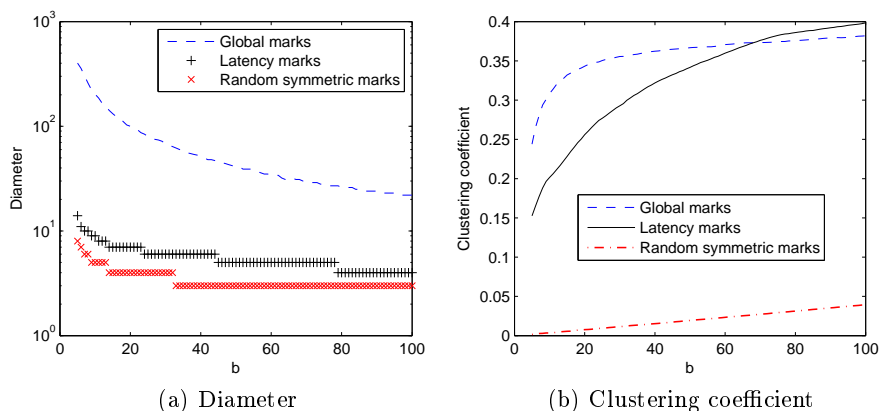 10^3
10^2
10^1
10^0
Diameter
Global marks
Latency marks
Random symmetric marks
0 20 40 60 80 100
b
(a) Diameter
0.4
0.35
0.3
0.25
0.2
0.15
0.1
0.05
0
Clustering coefficient
Global marks
Latency marks
Random symmetric marks
0 20 40 60 80 100
b
(b) Clustering coefficient